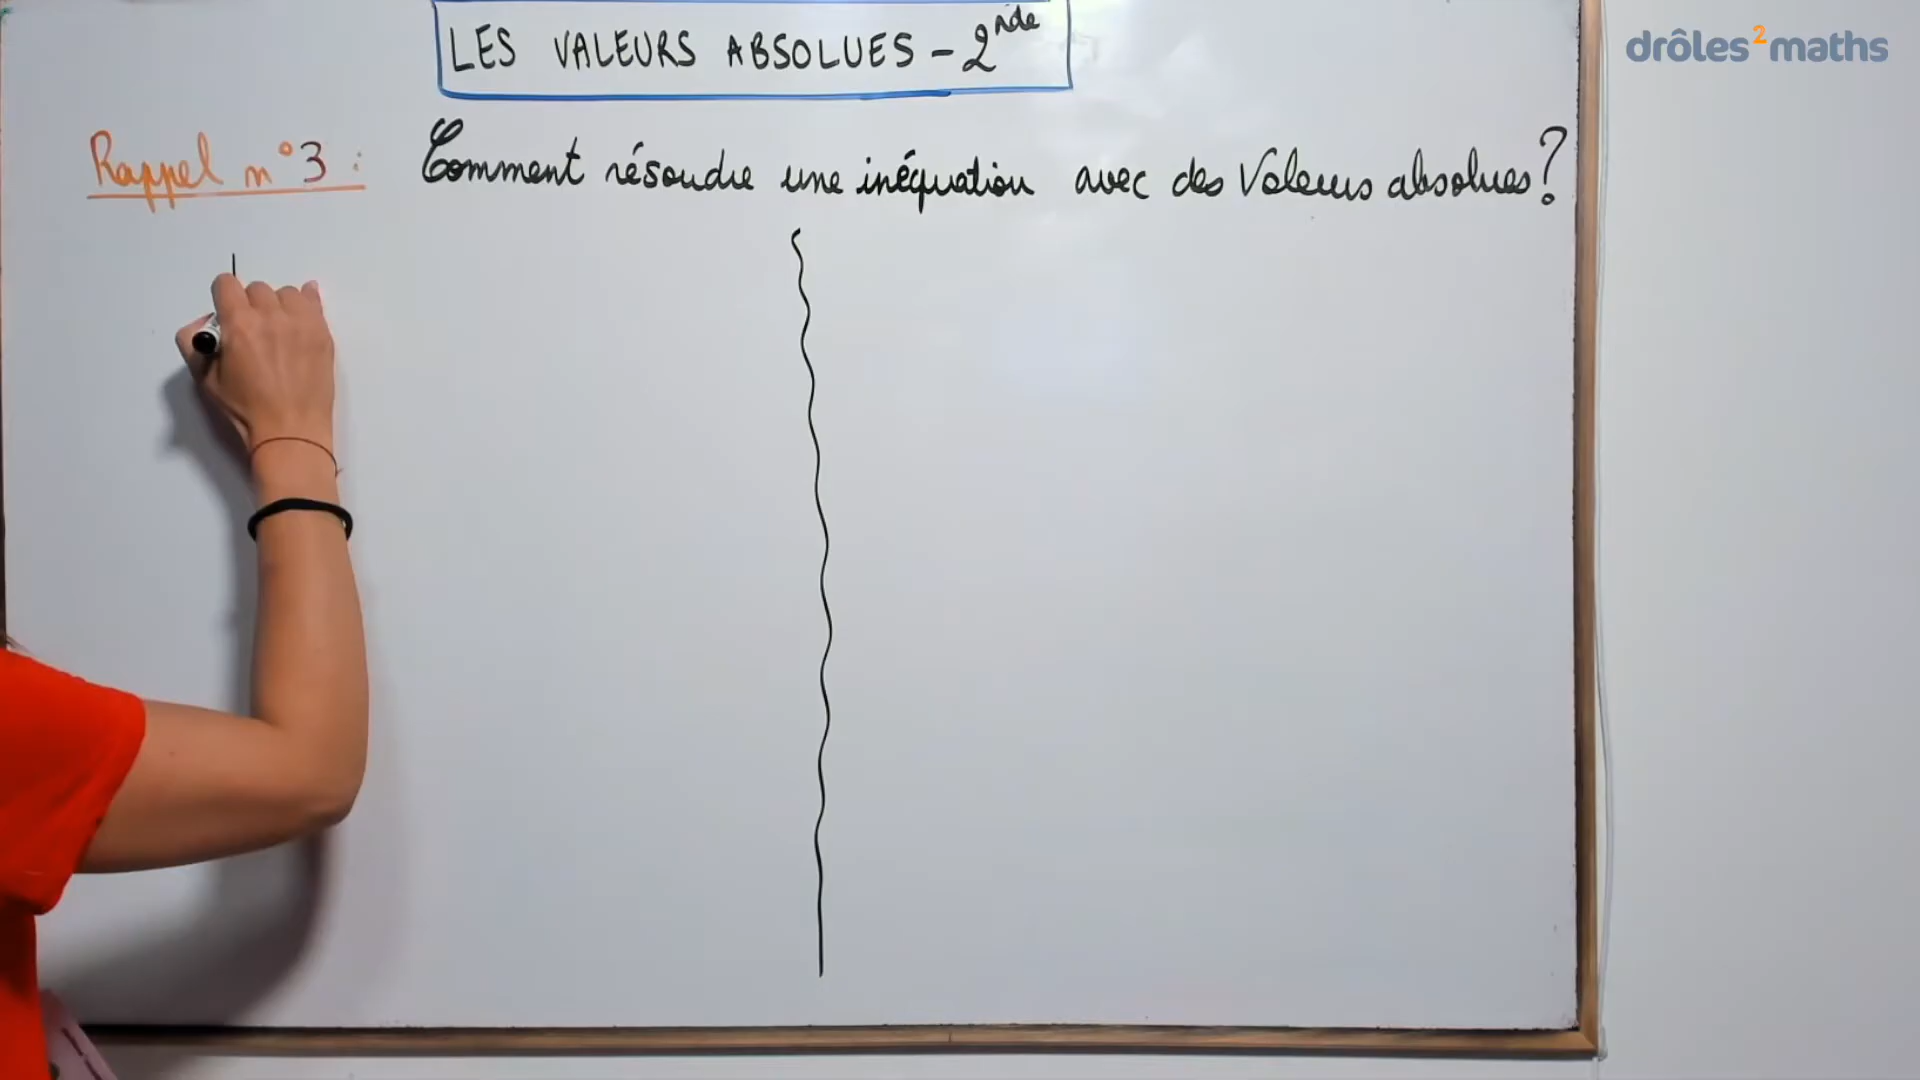 LES VALEURS ABSOLUES - 2nde
drôles2maths
Rappel n°3 : Comment résoudre une inéquation avec des Valeurs absolues ?